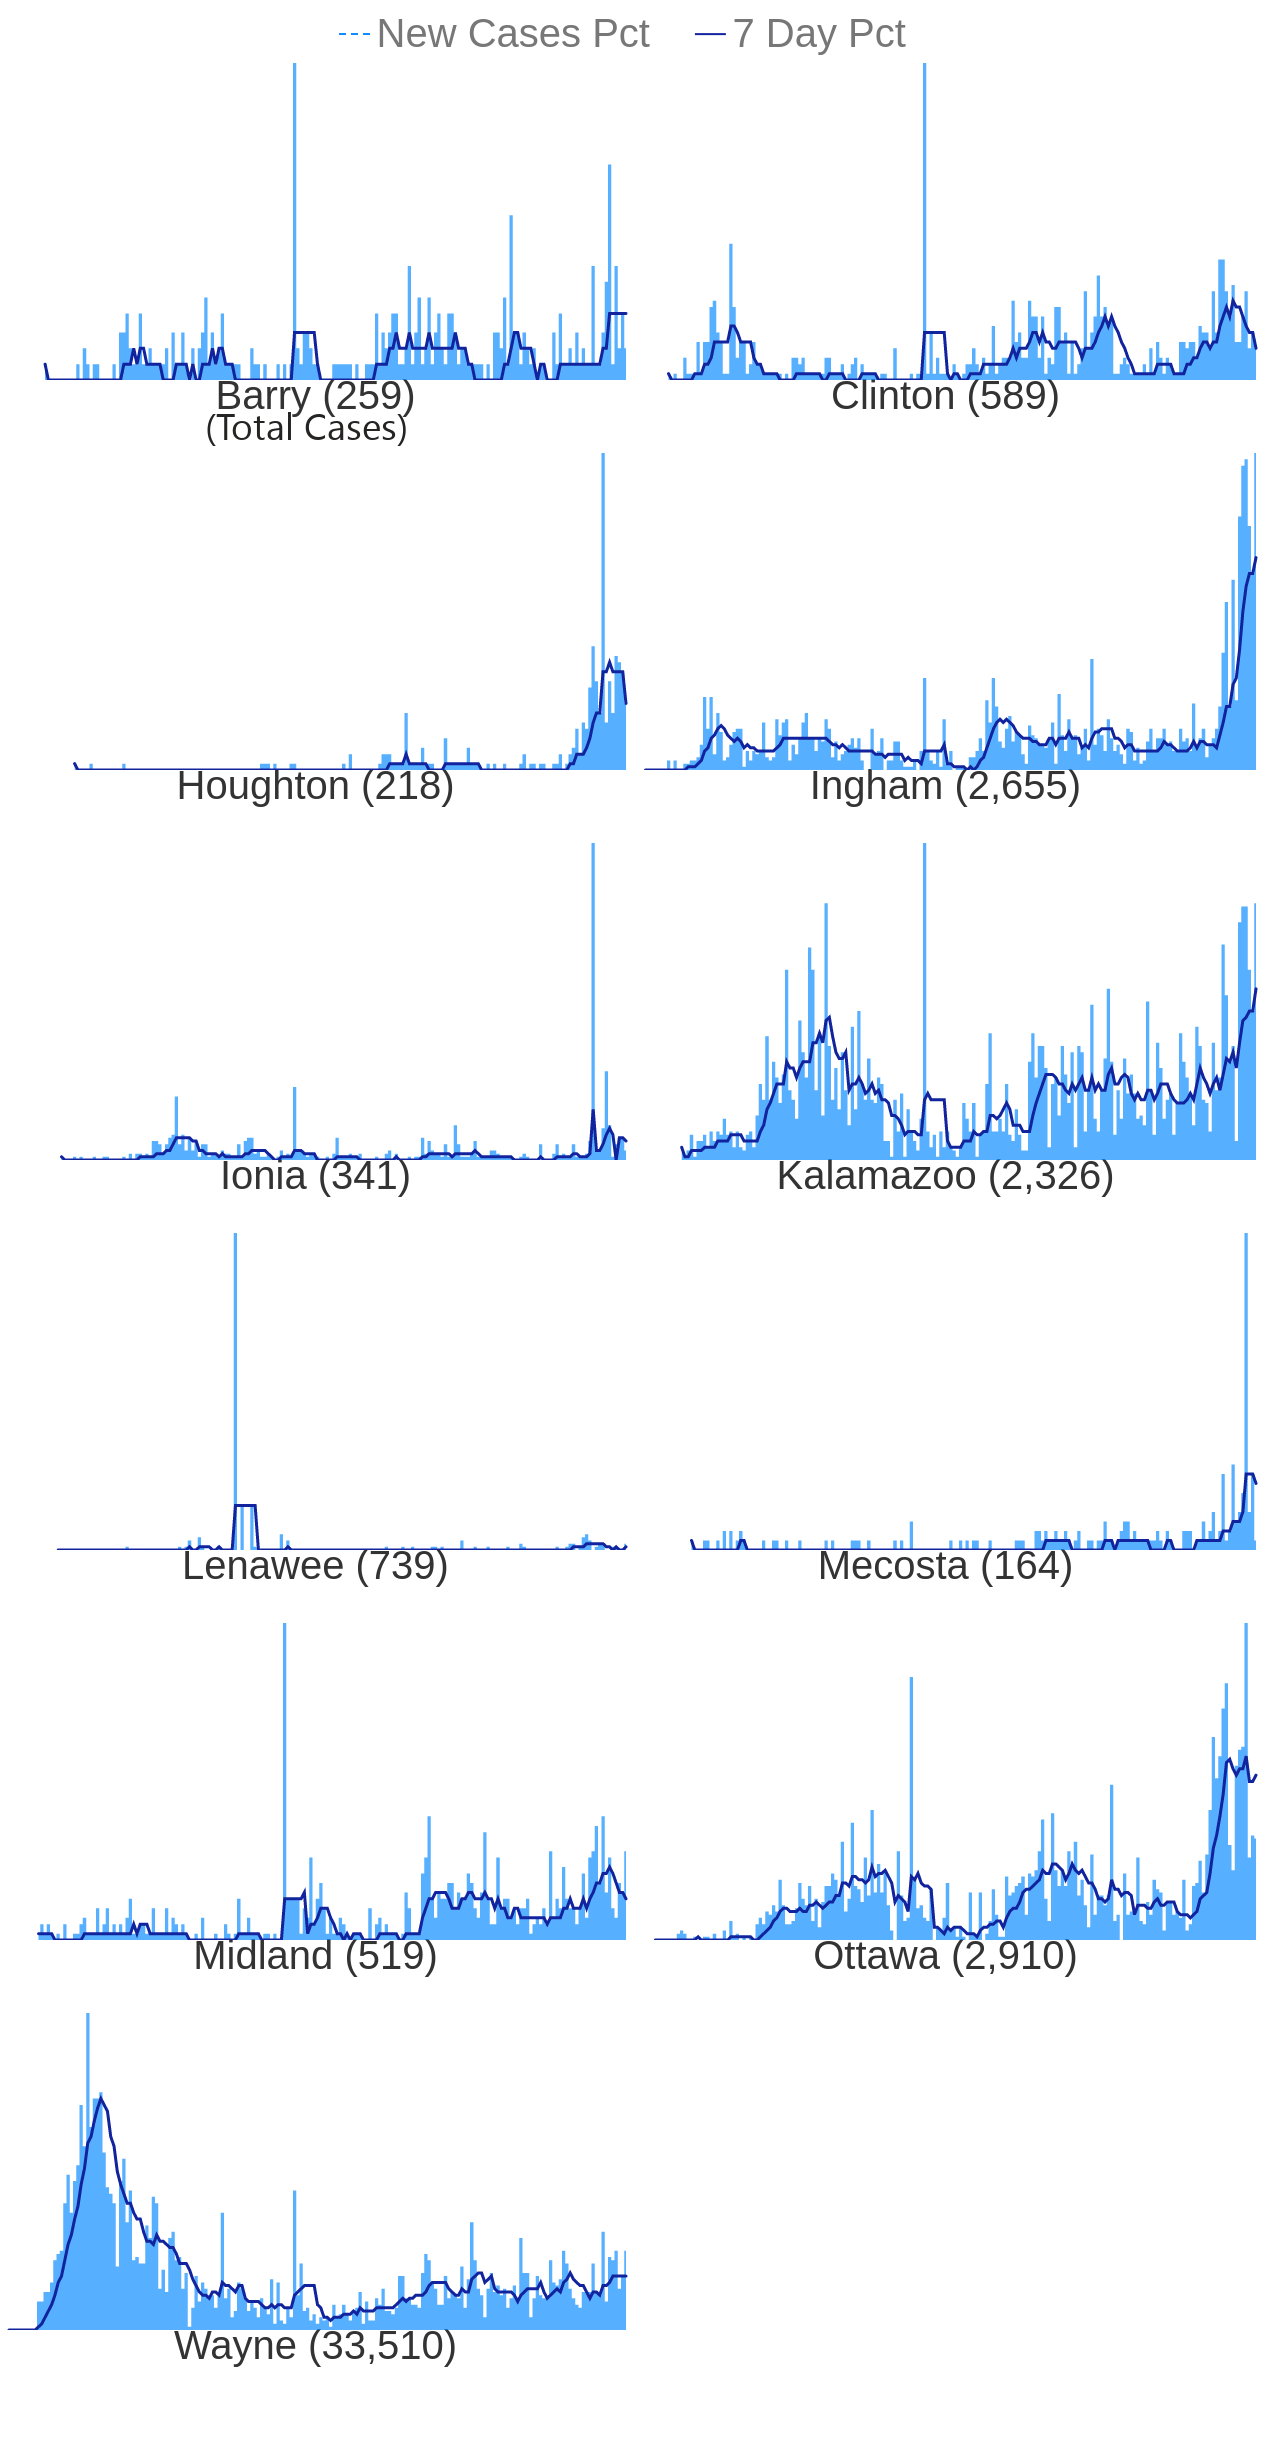 New Cases Pct 7 Day Pct
Barry (259) Clinton (589)
(Total Cases)
Houghton (218) Ingham (2,655)
Ionia (341) Kalamazoo (2,326)
Lenawee (739) Mecosta (164)
Midland (519) Ottawa (2,910)
Wayne (33,510)